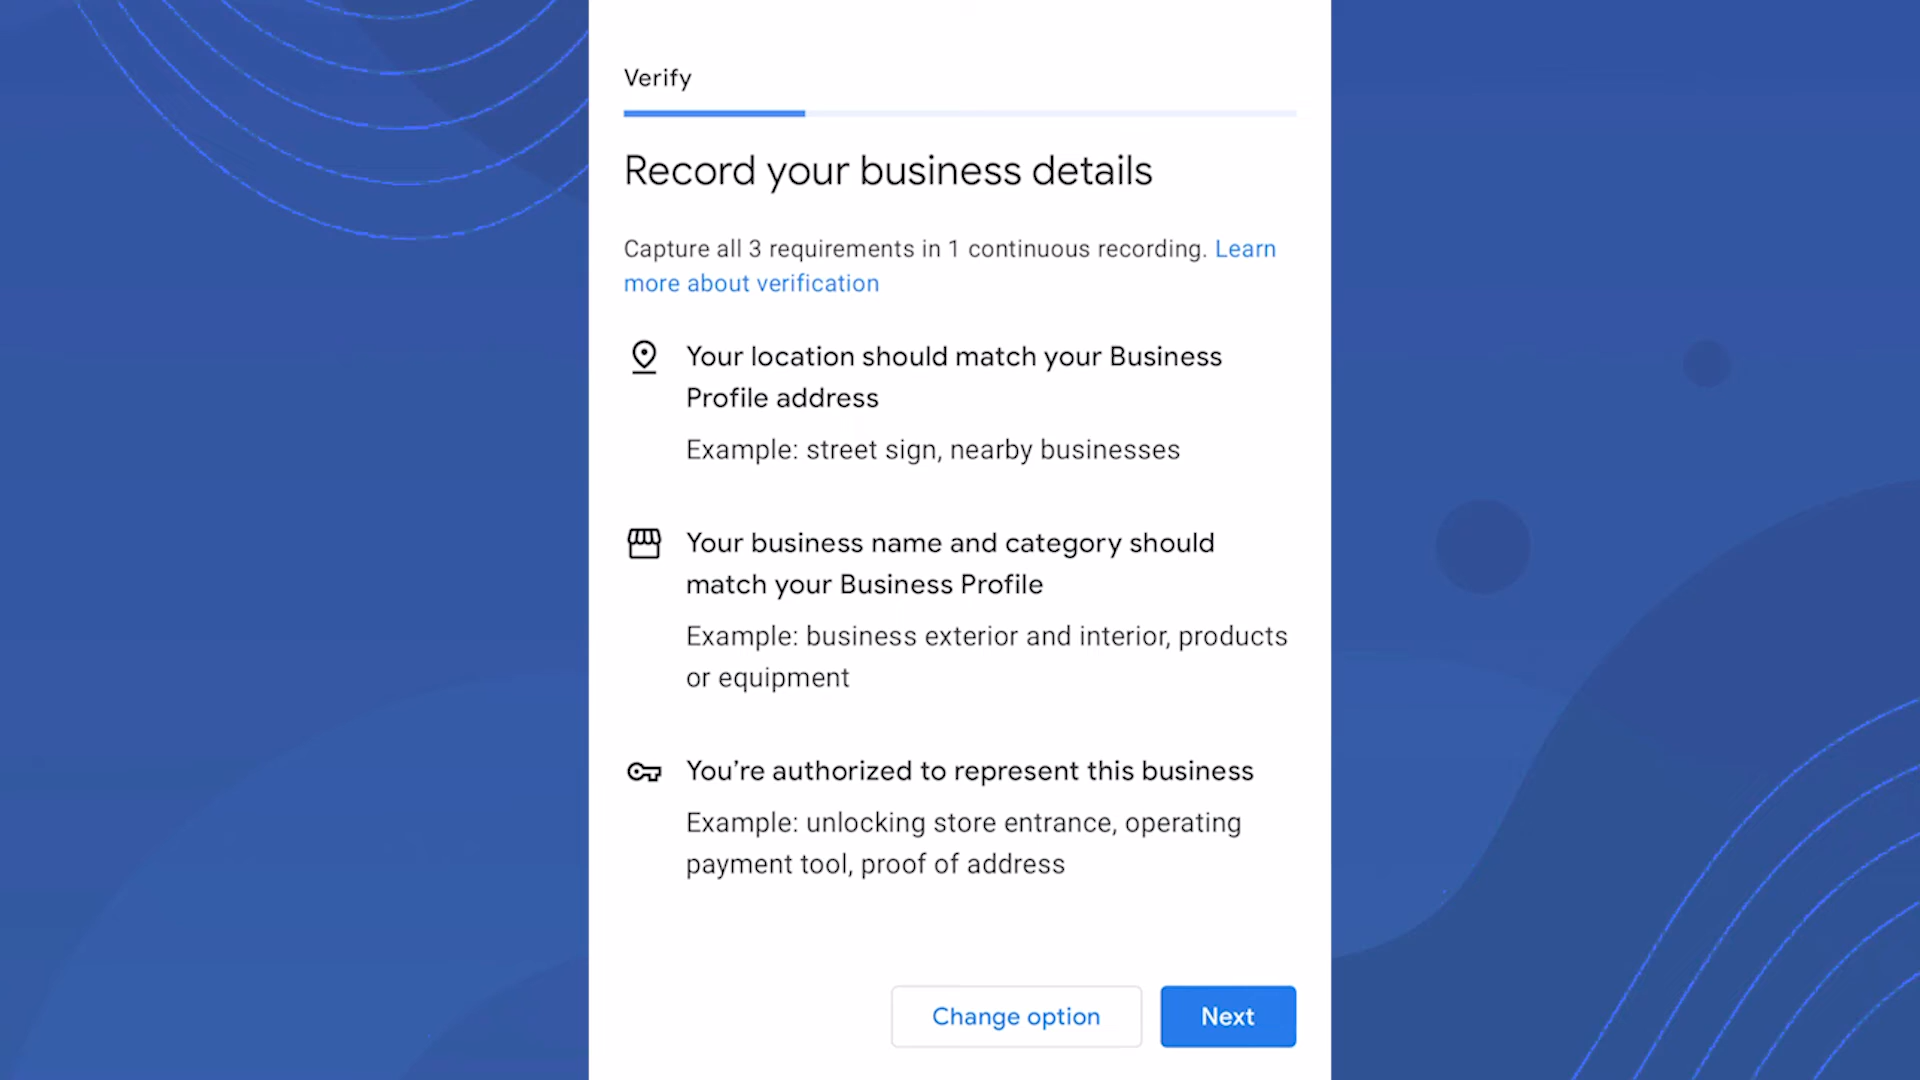 Verify
Record your business details
Capture all 3 requirements in 1 continuous recording. Learn
more about verification
Your location should match your Business
Profile address
Example: street sign, nearby businesses
Your business name and category should
match your Business Profile
Example: business exterior and interior, products
or equipment
You’re authorized to represent this business
Example: unlocking store entrance, operating
payment tool, proof of address
Change option
Next